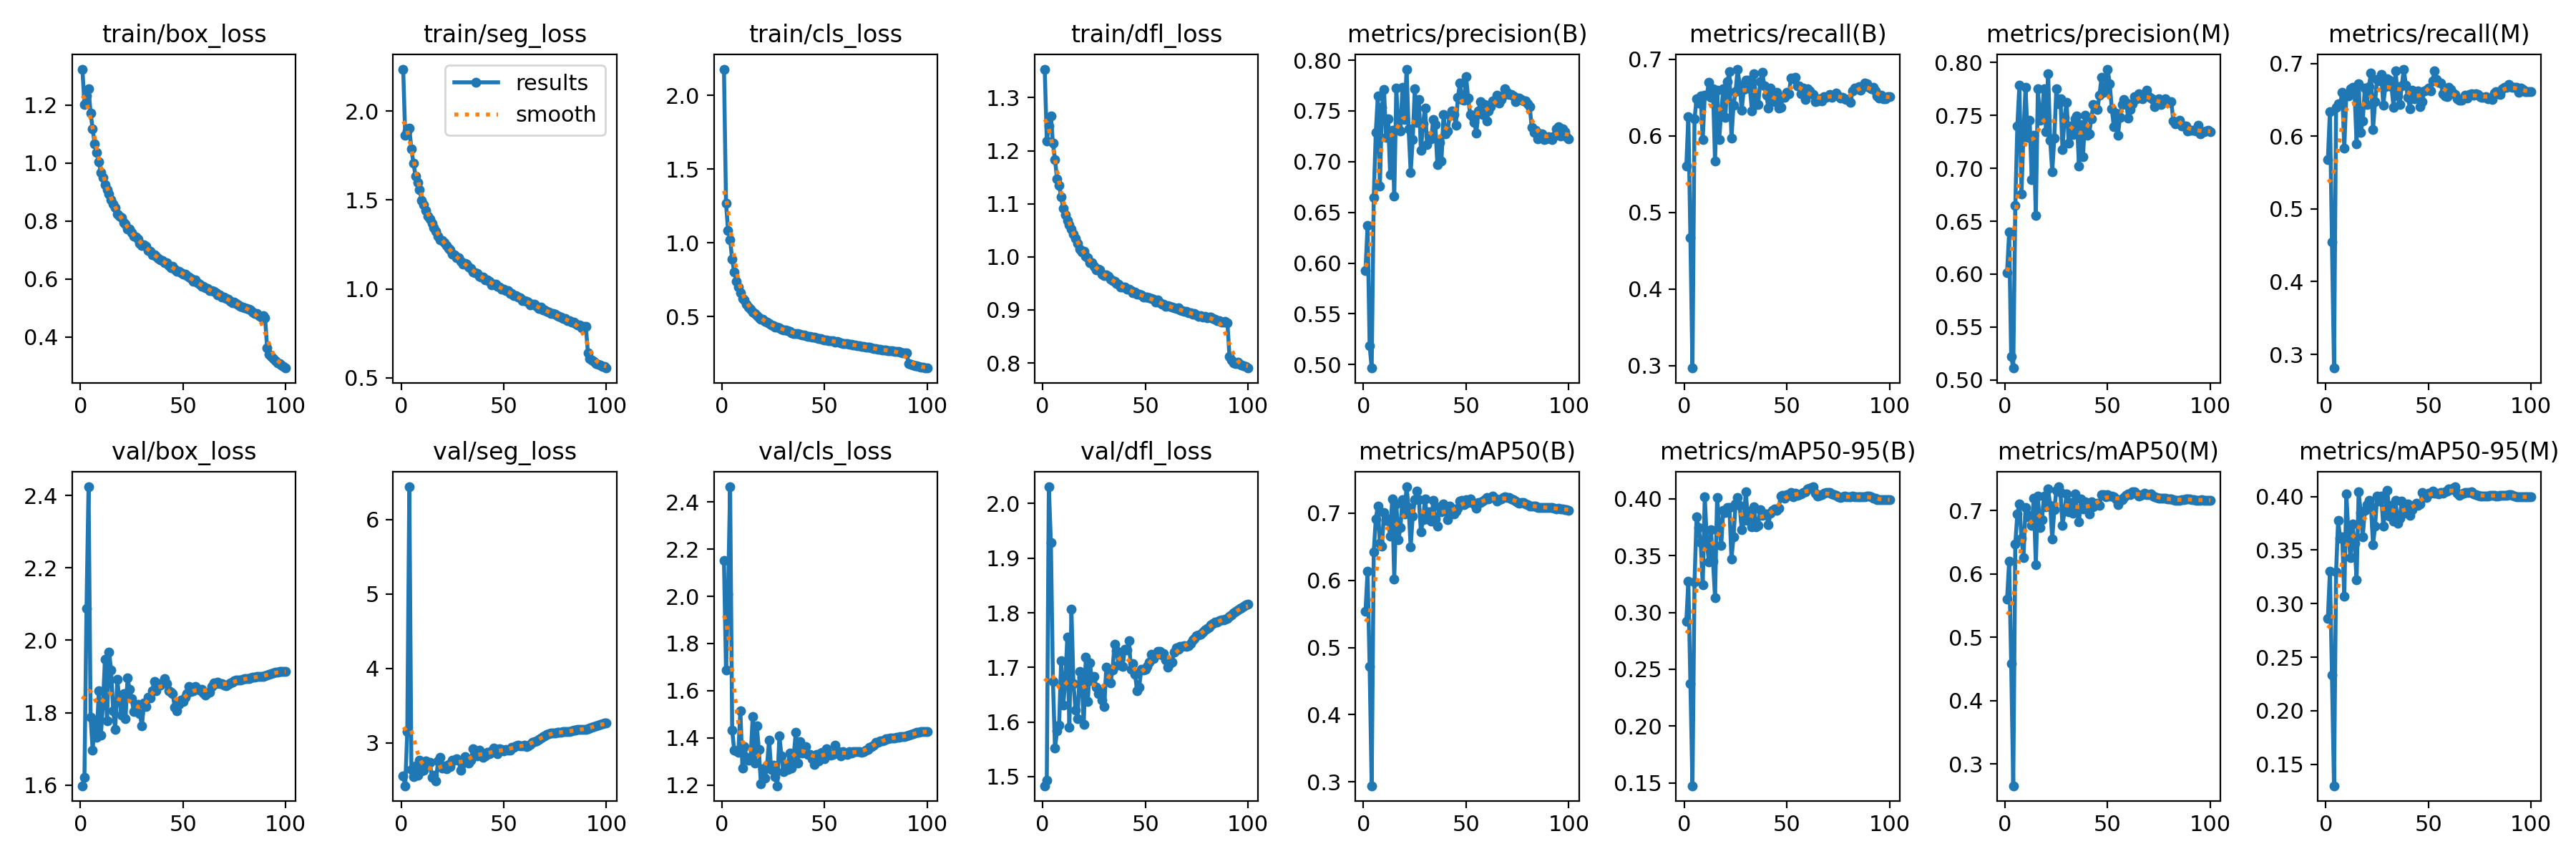 train/box_loss train/seg_loss train/cls_loss train/dfl_loss metrics/precision(B) metrics/recall(B) metrics/precision(M) metrics/recall(M)
results
smooth
1.2 1.0 0.8 0.6 0.4
2.0 1.5 1.0 0.5
2.0 1.5 1.0 0.5
1.3 1.2 1.1 1.0 0.9 0.8
0.80 0.75 0.70 0.65 0.60 0.55 0.50
0.7 0.6 0.5 0.4 0.3
0.80 0.75 0.70 0.65 0.60 0.55 0.50
0.7 0.6 0.5 0.4 0.3
0 50 100 0 50 100 0 50 100 0 50 100 0 50 100 0 50 100 0 50 100 0 50 100
val/box_loss val/seg_loss val/cls_loss val/dfl_loss metrics/mAP50(B) metrics/mAP50-95(B) metrics/mAP50(M) metrics/mAP50-95(M)
2.4 2.2 2.0 1.8 1.6
6 5 4 3
2.4 2.2 2.0 1.8 1.6 1.4 1.2
2.0 1.9 1.8 1.7 1.6 1.5
0.7 0.6 0.5 0.4 0.3
0.40 0.35 0.30 0.25 0.20 0.15
0.7 0.6 0.5 0.4 0.3
0.40 0.35 0.30 0.25 0.20 0.15
0 50 100 0 50 100 0 50 100 0 50 100 0 50 100 0 50 100 0 50 100 0 50 100